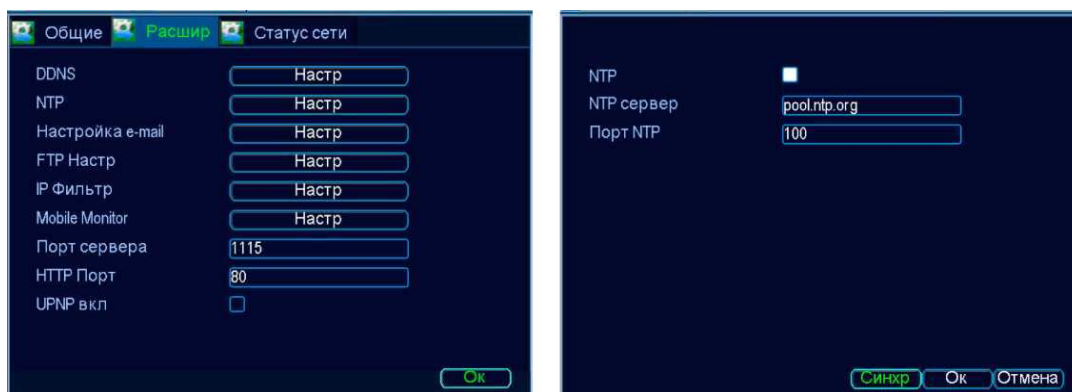 Общие Расшир Статус сети
DDNS Настр
NTP Настр
Настройка e-mail Настр
FTP Настр Настр
IP Фильтр Настр
Mobile Monitor Настр
Порт сервера 1115
HTTP Порт 80
UPNP вкл
Ок
NTP
NTP сервер pool.ntp.org
Порт NTP 100
Синхр Ок Отмена